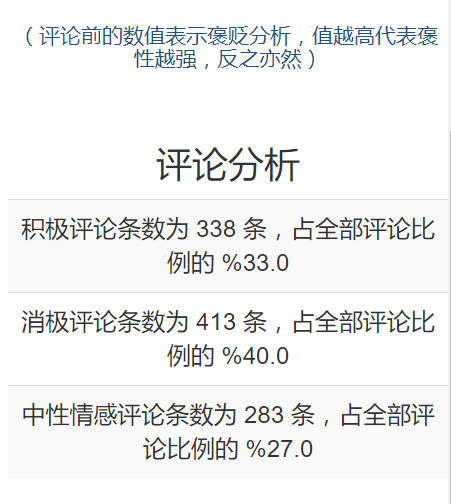 （评论前的数值表示褒贬分析，值越高代表褒
性越强，反之亦然）
评论分析
积极评论条数为 338 条，占全部评论比
例的 %33.0
消极评论条数为 413 条，占全部评论比
例的 %40.0
中性情感评论条数为 283 条，占全部评
论比例的 %27.0